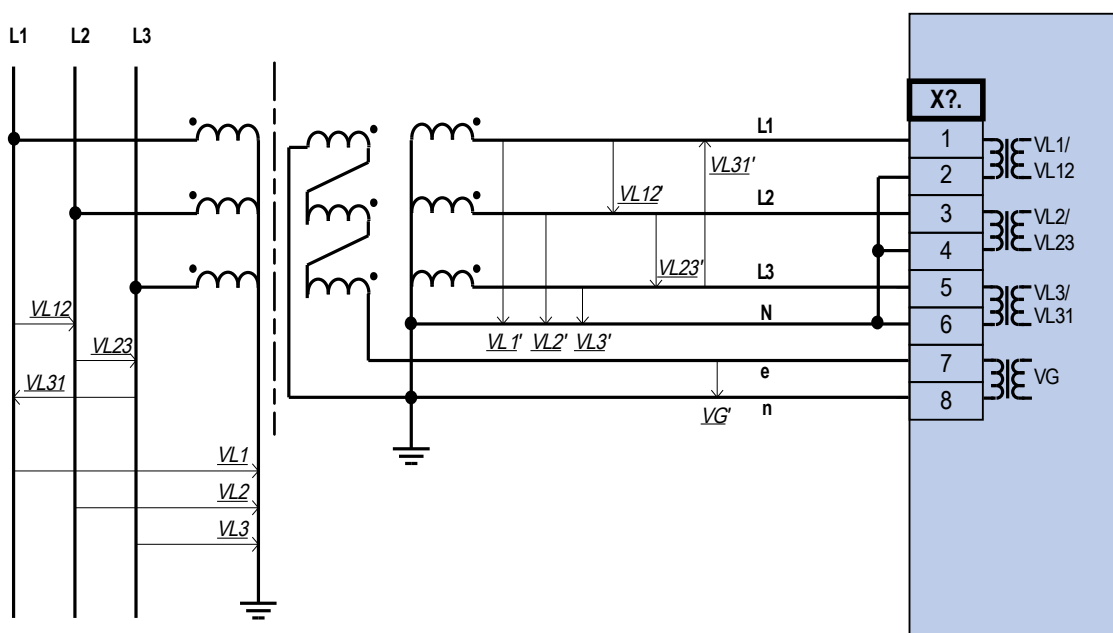 L1 L2 L3
X?.
L1 1 VL1/
VL31' 2 VL12
VL12'
L2 3 VL2/
4 VL23
VL23'
L3 5 VL3/
VL12 N 6 VL31
VL23 VL1' VL2' VL3'
VL31 e 7 VG
VG' n 8
VL1
VL2
VL3